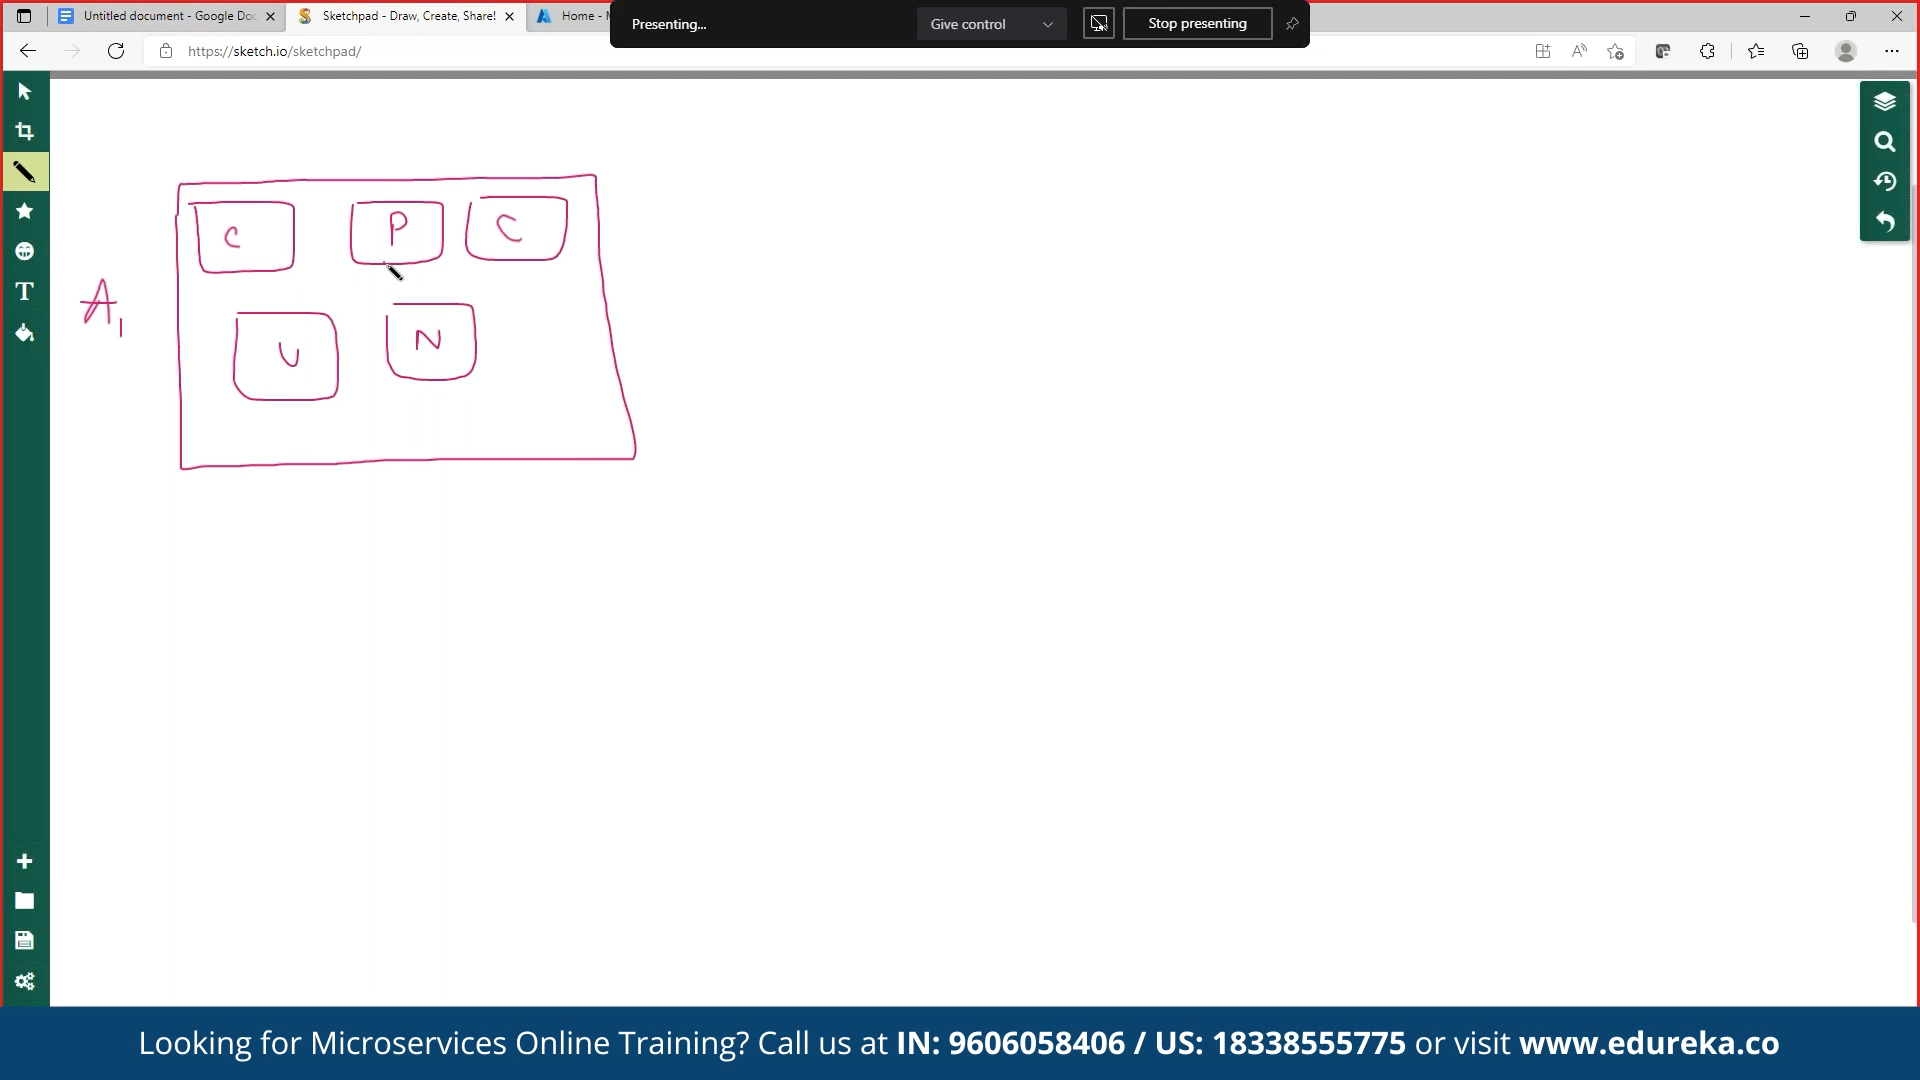 Untitled document - Google Doc
Sketchpad - Draw, Create, Share!
Home - M
Presenting...
Give control
Stop presenting
https://sketch.io/sketchpad/
C P C
A1
U N
T
Looking for Microservices Online Training? Call us at IN: 9606058406 / US: 18338555775 or visit www.edureka.co